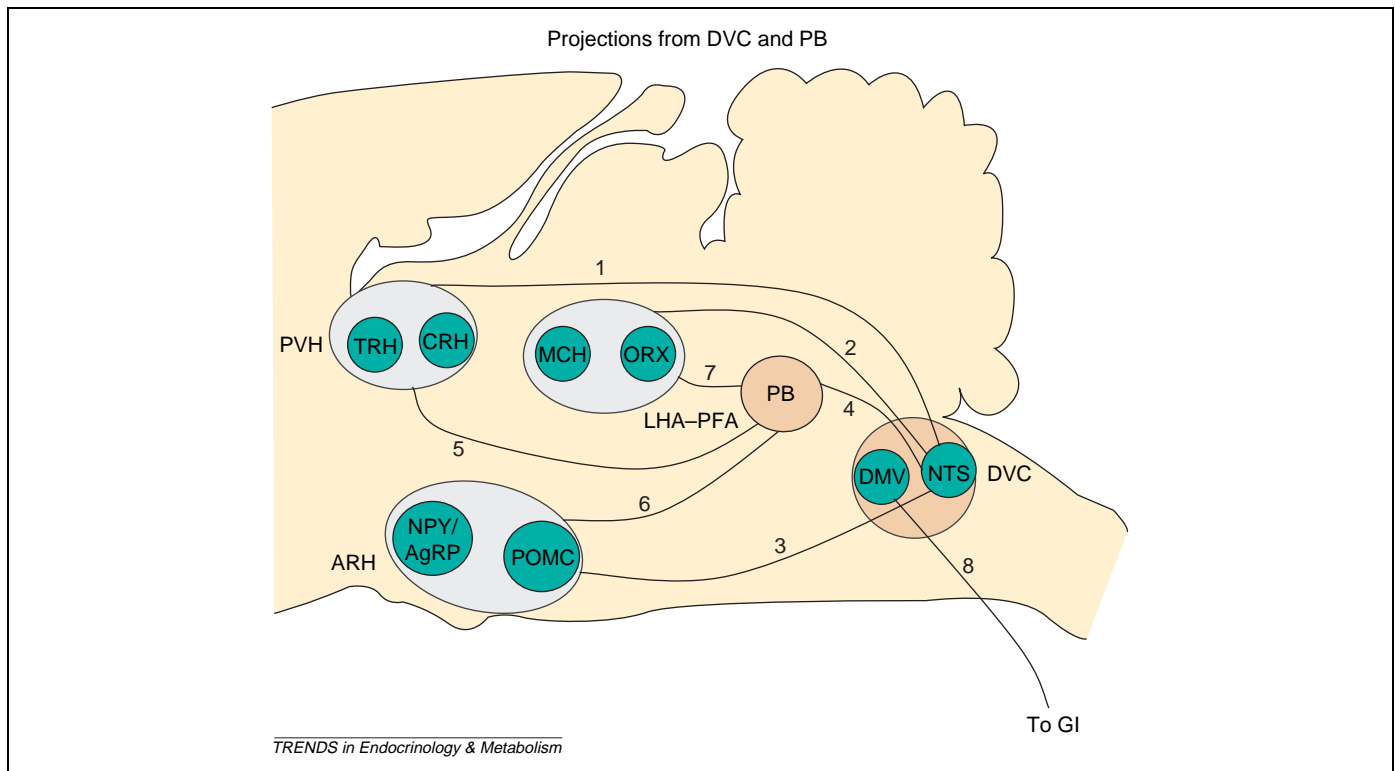 Projections from DVC and PB
1
PVH
TRH
CRH
MCH
ORX
2
7
PB
LHA–PFA
4
5
DMV
NTS
DVC
6
NPY/
AgRP
POMC
ARH
3
8
To GI
TRENDS in Endocrinology & Metabolism